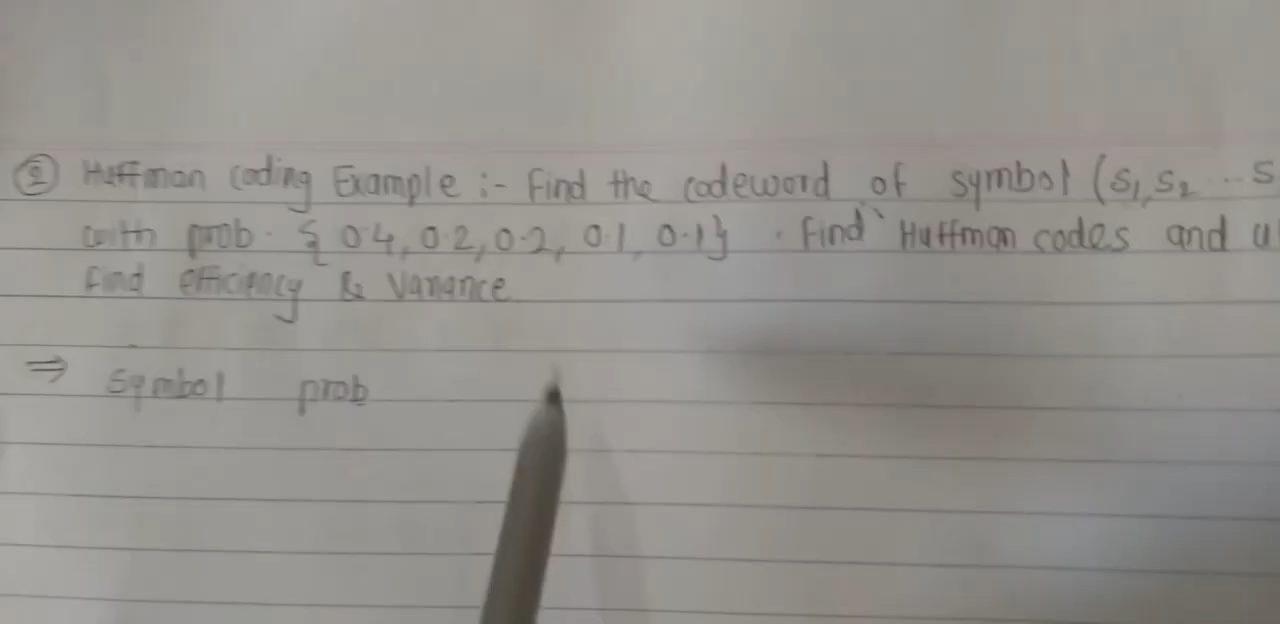 ② Huffman Coding Example :- Find the codeword of symbol (S1, S2 ... S
with prob. { 0.4, 0.2, 0.2, 0.1, 0.1} . Find Huffman codes and
find efficiency & Variance
⇒ Symbol prob